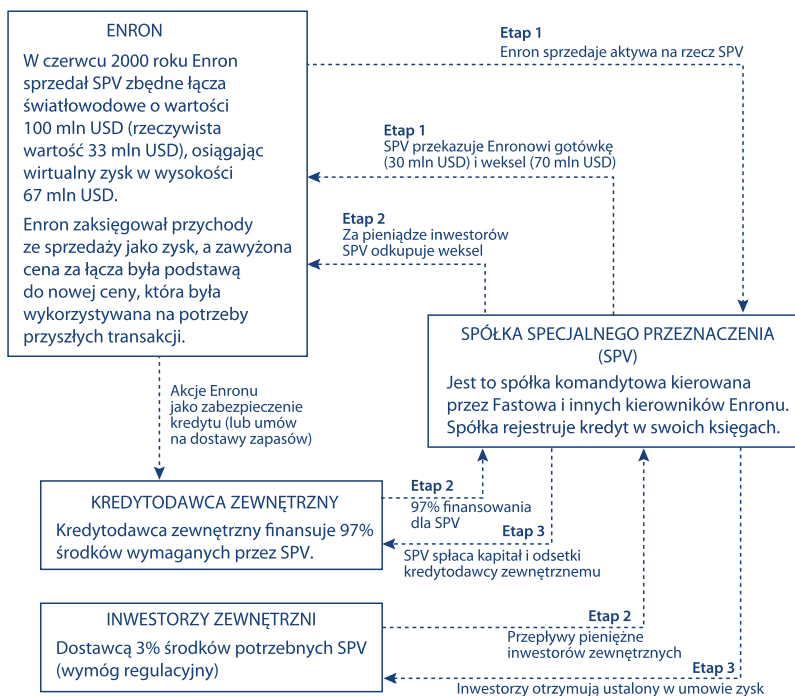 ENRON
W czerwcu 2000 roku Enron
sprzedał SPV zbędne łącza
światłowodowe o wartości
100 mln USD (rzeczywista
wartość 33 mln USD), osiągając
wirtualny zysk w wysokości
67 mln USD.
Enron zaksięgował przychody
ze sprzedaży jako zysk, a zawyżona
cena za łącza była podstawą
do nowej ceny, która była
wykorzystywana na potrzeby
przyszłych transakcji.
Etap 1
Enron sprzedaje aktywa na rzecz SPV
Etap 1
SPV przekazuje Enronowi gotówkę
(30 mln USD) i weksel (70 mln USD)
Etap 2
Za pieniądze inwestorów
SPV odkupuje weksel
SPÓŁKA SPECJALNEGO PRZEZNACZENIA
(SPV)
Jest to spółka komandytowa kierowana
przez Fastowa i innych kierowników Enronu.
Spółka rejestruje kredyt w swoich księgach.
Akcje Enronu
jako zabezpieczenie
kredytu (lub umów
na dostawy zapasów)
KREDYTODAWCA ZEWNĘTRZNY
Kredytodawca zewnętrzny finansuje 97%
środków wymaganych przez SPV.
Etap 2
97% finansowania
dla SPV
Etap 3
SPV spłaca kapitał i odsetki
kredytodawcy zewnętrznemu
INWESTORZY ZEWNĘTRZNI
Dostawcą 3% środków potrzebnych SPV
(wymóg regulacyjny)
Etap 2
Przepływy pieniężne
inwestorów zewnętrznych
Etap 3
Inwestorzy otrzymują ustalony w umowie zysk